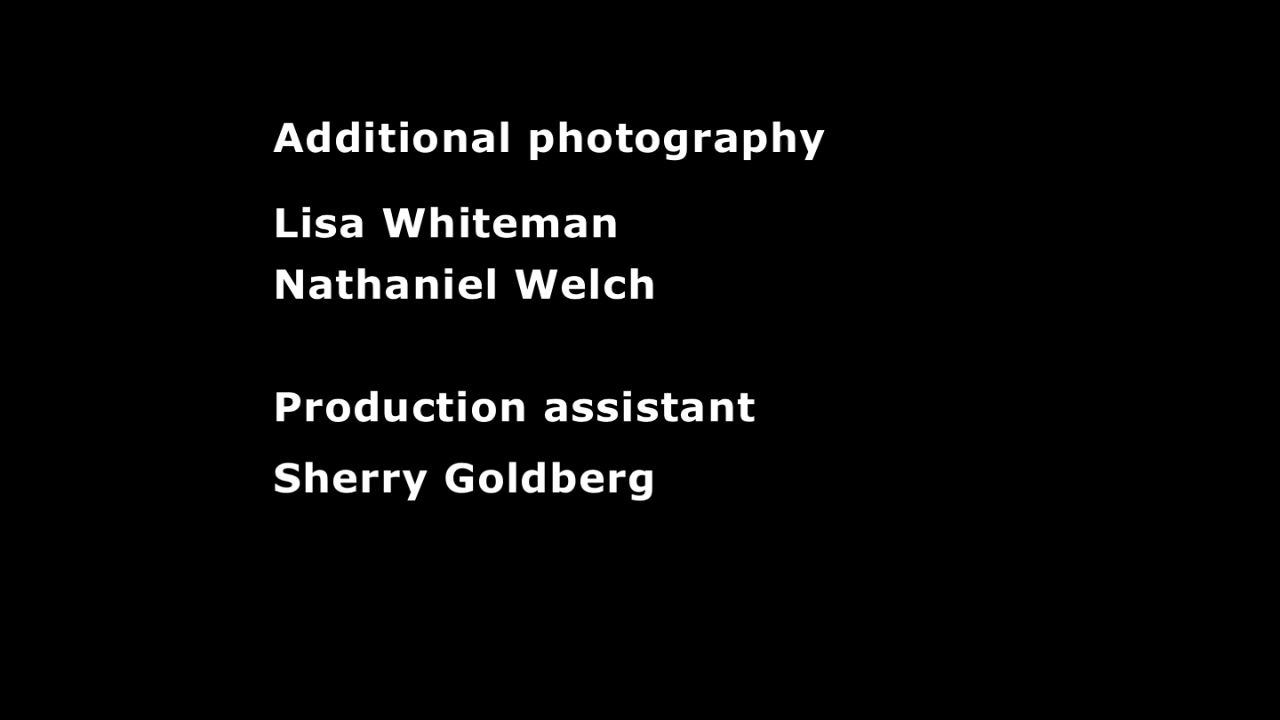 Additional photography
Lisa Whiteman
Nathaniel Welch
Production assistant
Sherry Goldberg